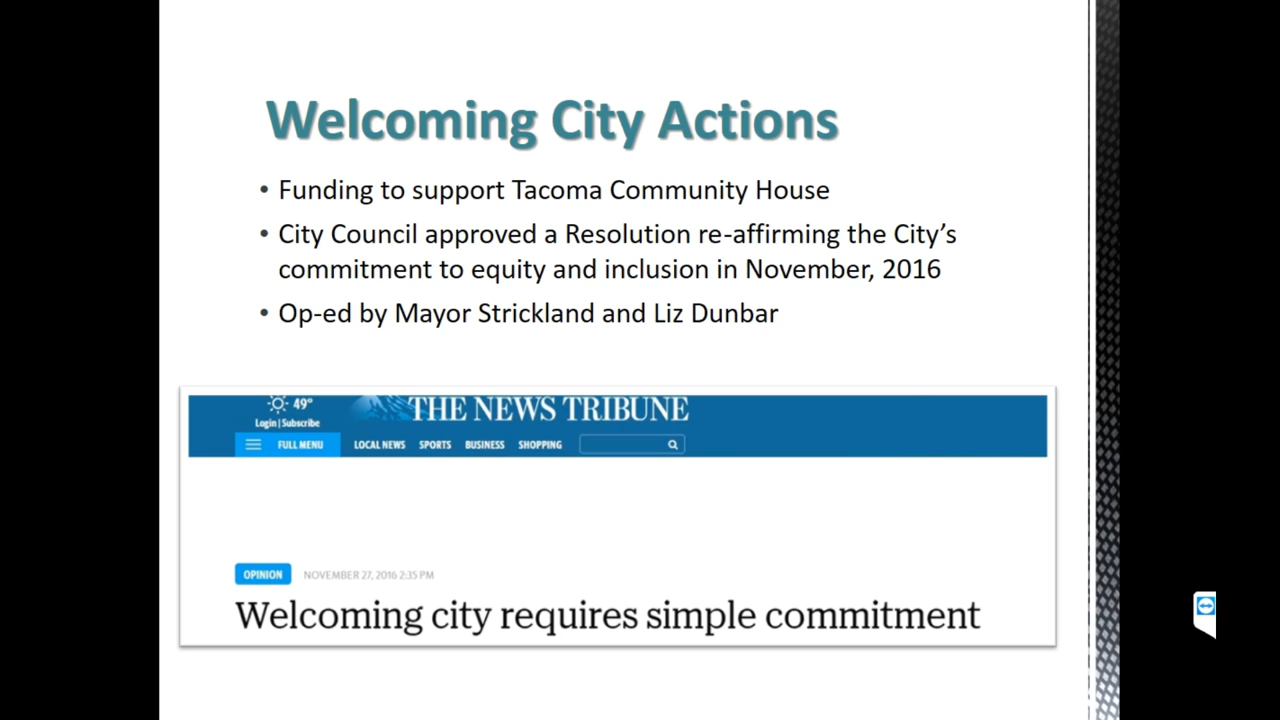 Welcoming City Actions
• Funding to support Tacoma Community House
• City Council approved a Resolution re-affirming the City’s
commitment to equity and inclusion in November, 2016
• Op-ed by Mayor Strickland and Liz Dunbar
49°
THE NEWS TRIBUNE
Login | Subscribe
FULL MENU LOCAL NEWS SPORTS BUSINESS SHOPPING
OPINION NOVEMBER 27, 2016 2:35 PM
Welcoming city requires simple commitment